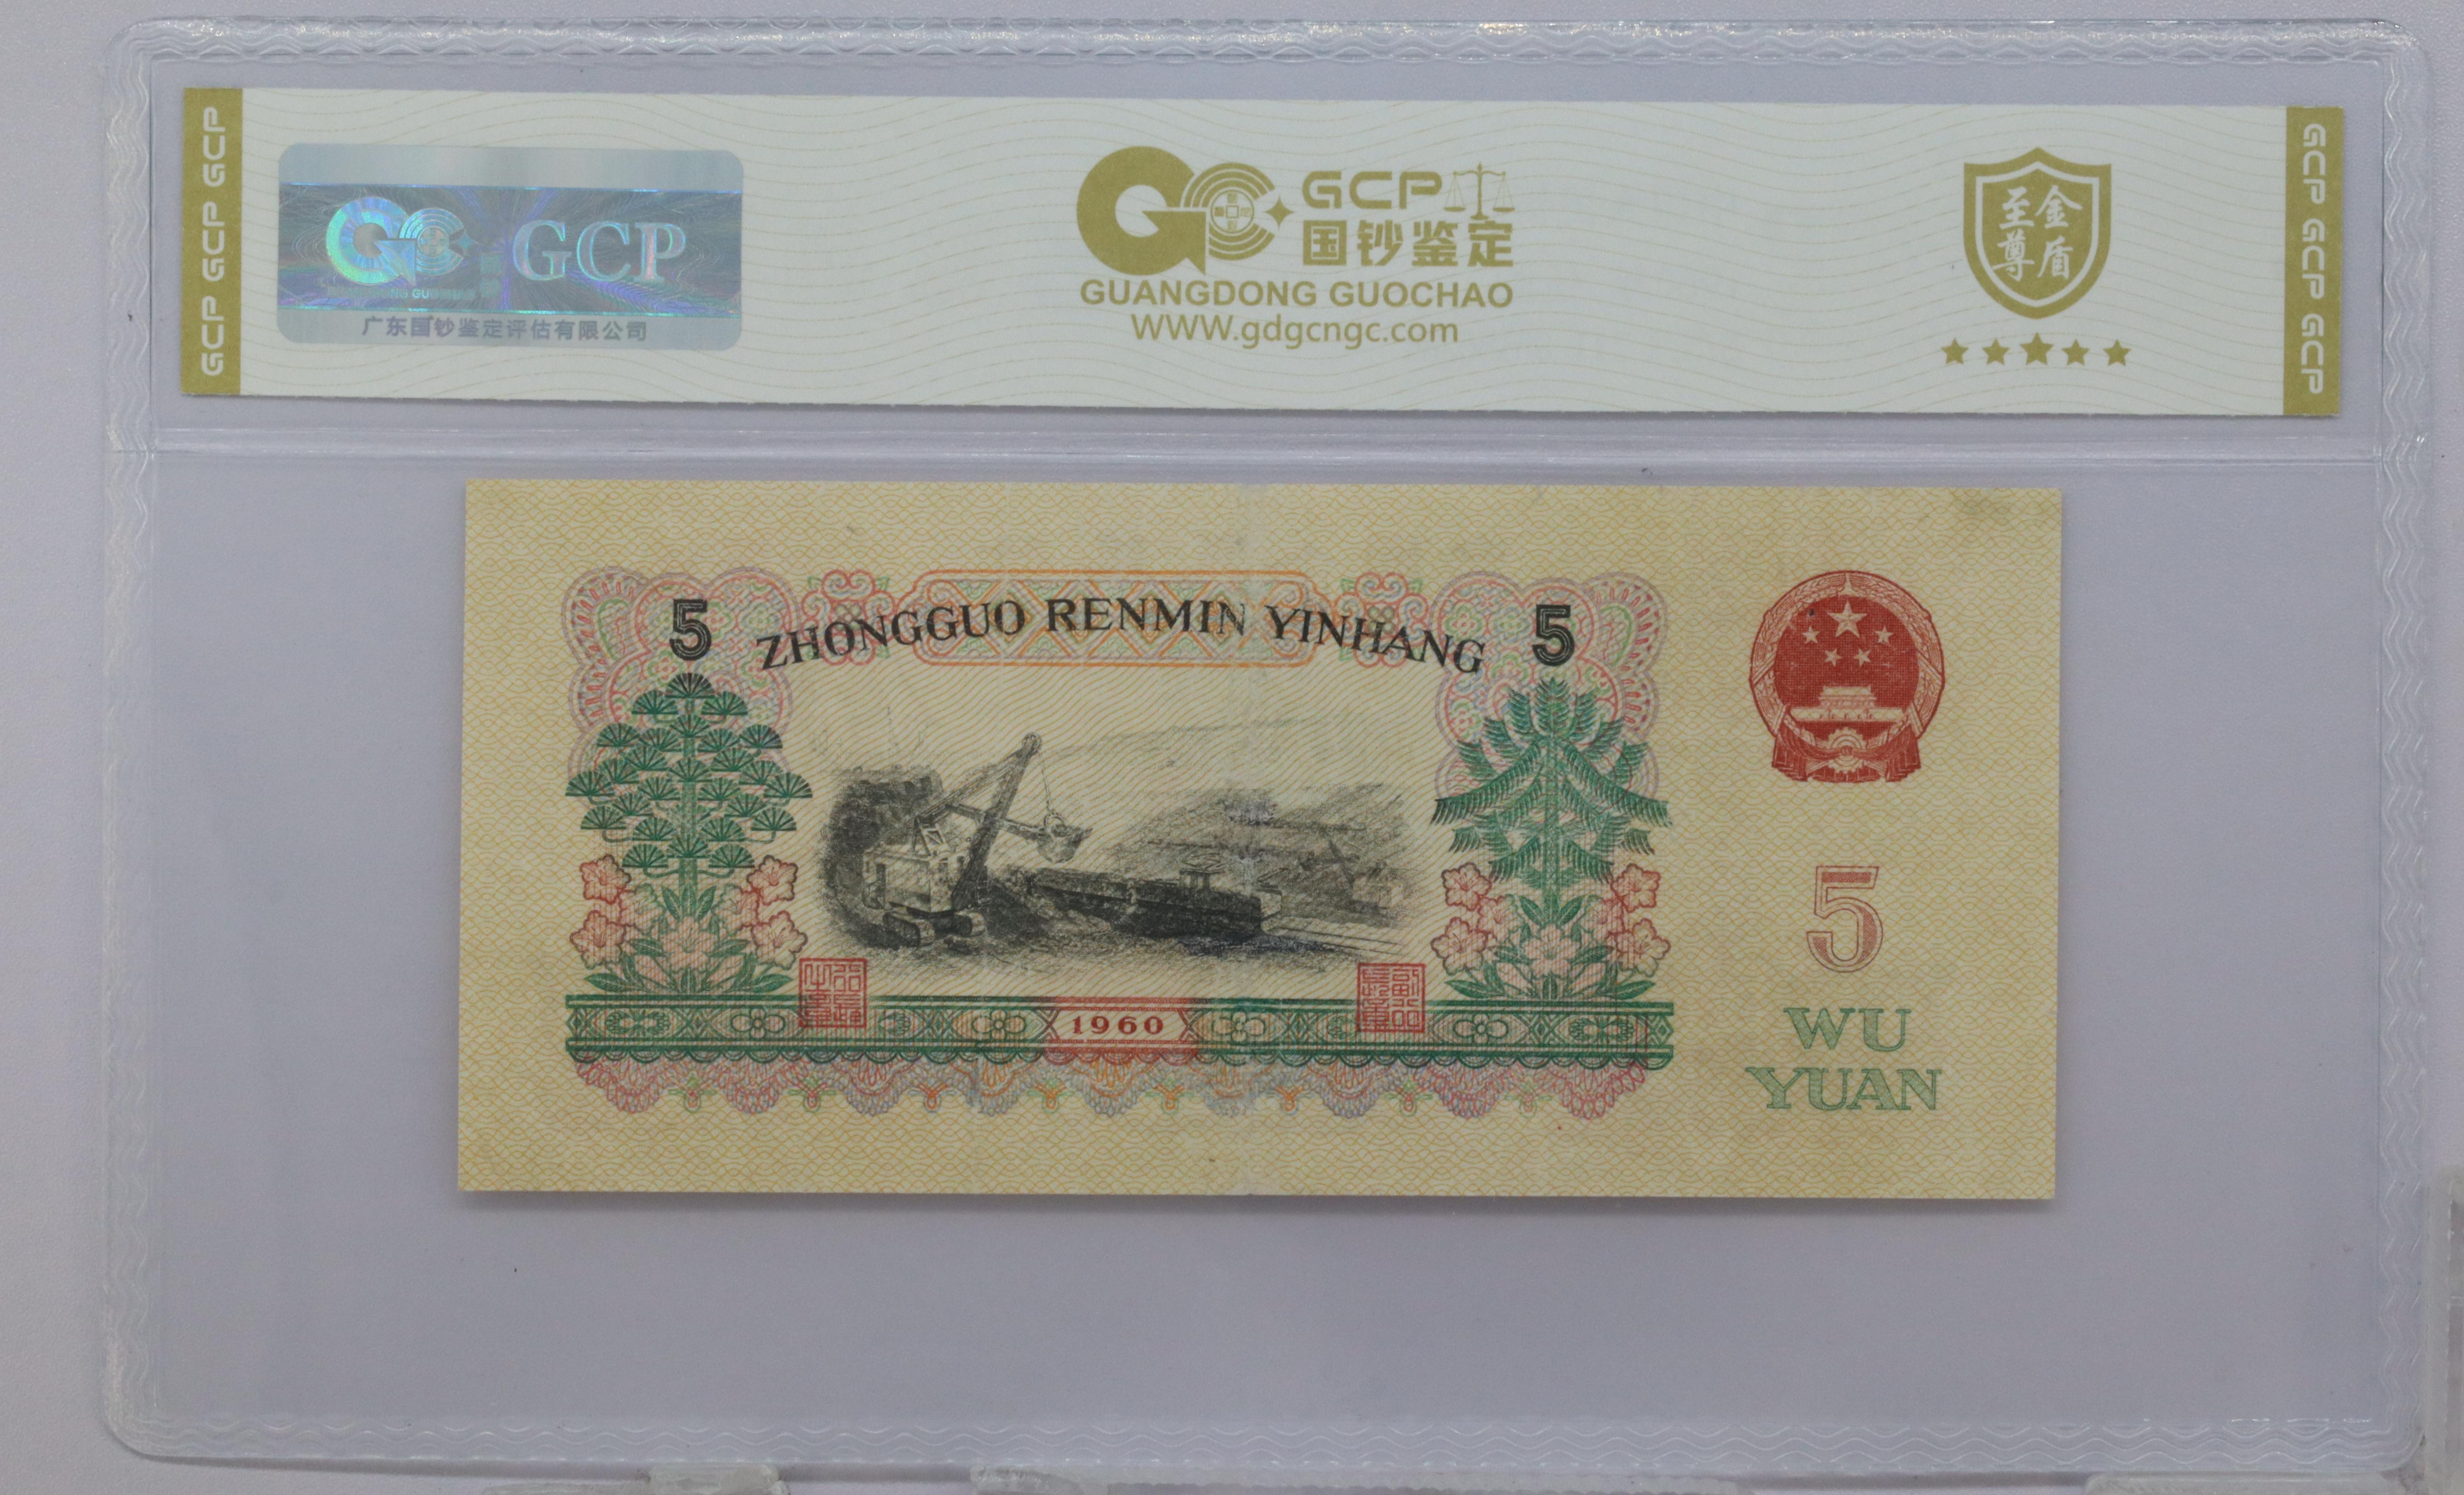 GCP GCP GCP
GCP
GUANGDONG GUOCHAO
广东国钞鉴定评估有限公司
GCP
国钞鉴定
GUANGDONG GUOCHAO
WWW.gdgcngc.com
至尊
金盾
GCP GCP GCP
5 ZHONGGUO RENMIN YINHANG 5
1960
5
WU
YUAN